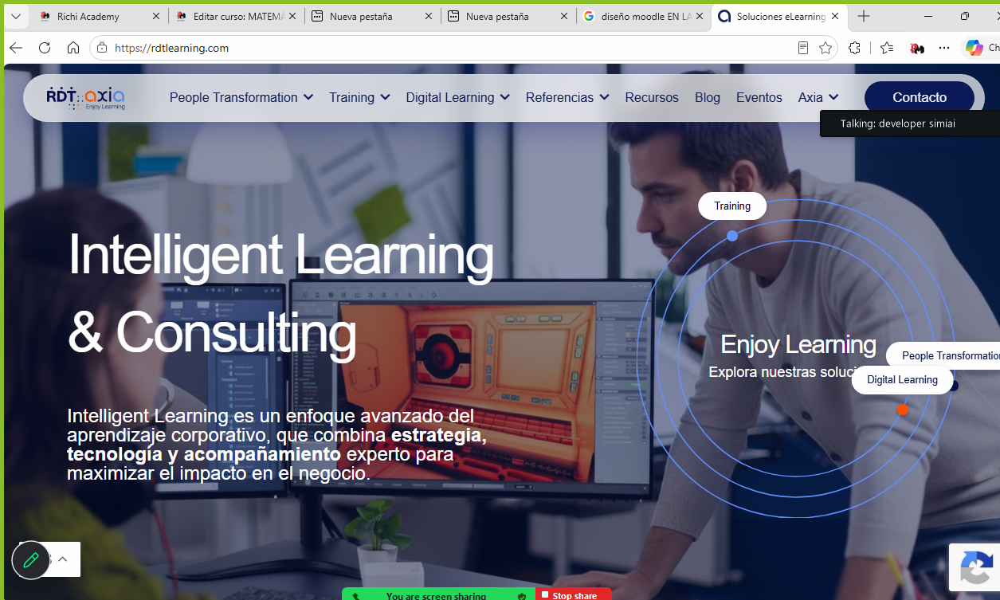 Richi Academy
Editar curso: MATEMÁ
Nueva pestaña
Nueva pestaña
diseño moodle EN LA
Soluciones eLearning
https://rdtlearning.com
Ch
RDT axia
Enjoy Learning
People Transformation
Training
Digital Learning
Referencias
Recursos
Blog
Eventos
Axia
Contacto
Talking: developer simiai
Training
Intelligent Learning
& Consulting
Enjoy Learning
People Transformation
Explora nuestras soluci
Digital Learning
Intelligent Learning es un enfoque avanzado del
aprendizaje corporativo, que combina estrategia,
tecnología y acompañamiento experto para
maximizar el impacto en el negocio.
You are screen sharing
Stop share